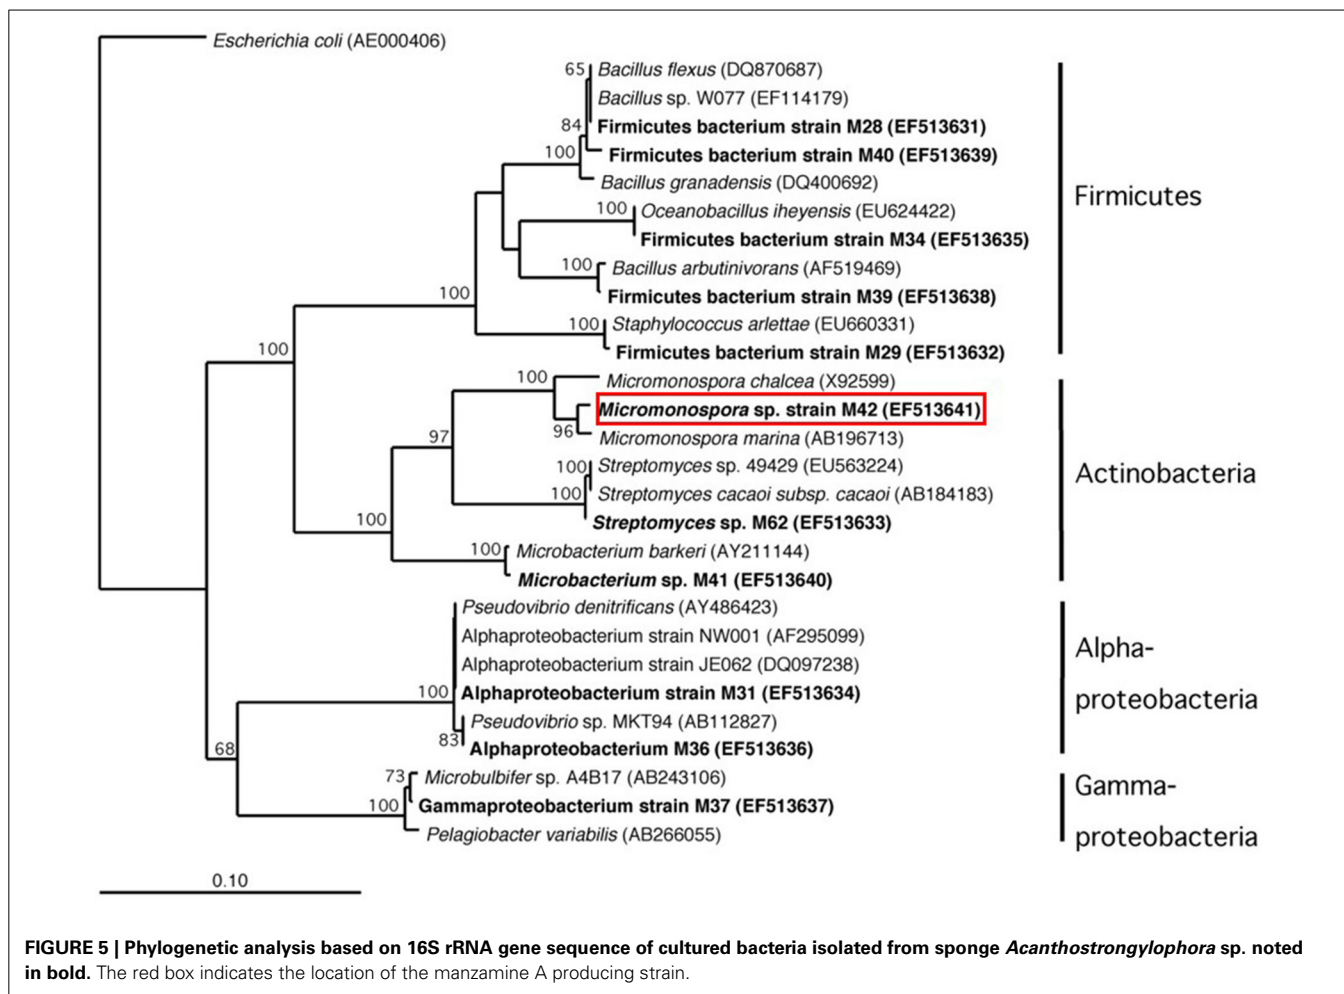 Escherichia coli (AE000406)
65 Bacillus flexus (DQ870687)
Bacillus sp. W077 (EF114179)
84 Firmicutes bacterium strain M28 (EF513631)
100 Firmicutes bacterium strain M40 (EF513639)
Bacillus granadensis (DQ400692)
Firmicutes
100 Oceanobacillus iheyensis (EU624422)
Firmicutes bacterium strain M34 (EF513635)
100 Bacillus arbutinivorans (AF519469)
100 Firmicutes bacterium strain M39 (EF513638)
100 Staphylococcus arlettae (EU660331)
100 Firmicutes bacterium strain M29 (EF513632)
100 Micromonospora chalcea (X92599)
Micromonospora sp. strain M42 (EF513641)
97 96 Micromonospora marina (AB196713)
100 Streptomyces sp. 49429 (EU563224)
Actinobacteria
100 Streptomyces cacaoi subsp. cacaoi (AB184183)
100 Streptomyces sp. M62 (EF513633)
100 Microbacterium barkeri (AY211144)
Microbacterium sp. M41 (EF513640)
Pseudovibrio denitrificans (AY486423)
Alphaproteobacterium strain NW001 (AF295099)
Alpha-
Alphaproteobacterium strain JE062 (DQ097238)
100 Alphaproteobacterium strain M31 (EF513634)
proteobacteria
Pseudovibrio sp. MKT94 (AB112827)
68 83 Alphaproteobacterium M36 (EF513636)
73 Microbulbifer sp. A4B17 (AB243106)
Gamma-
100 Gammaproteobacterium strain M37 (EF513637)
Pelagiobacter variabilis (AB266055)
proteobacteria
0.10
FIGURE 5 | Phylogenetic analysis based on 16S rRNA gene sequence of cultured bacteria isolated from sponge Acanthostrongylophora sp. noted
in bold. The red box indicates the location of the manzamine A producing strain.